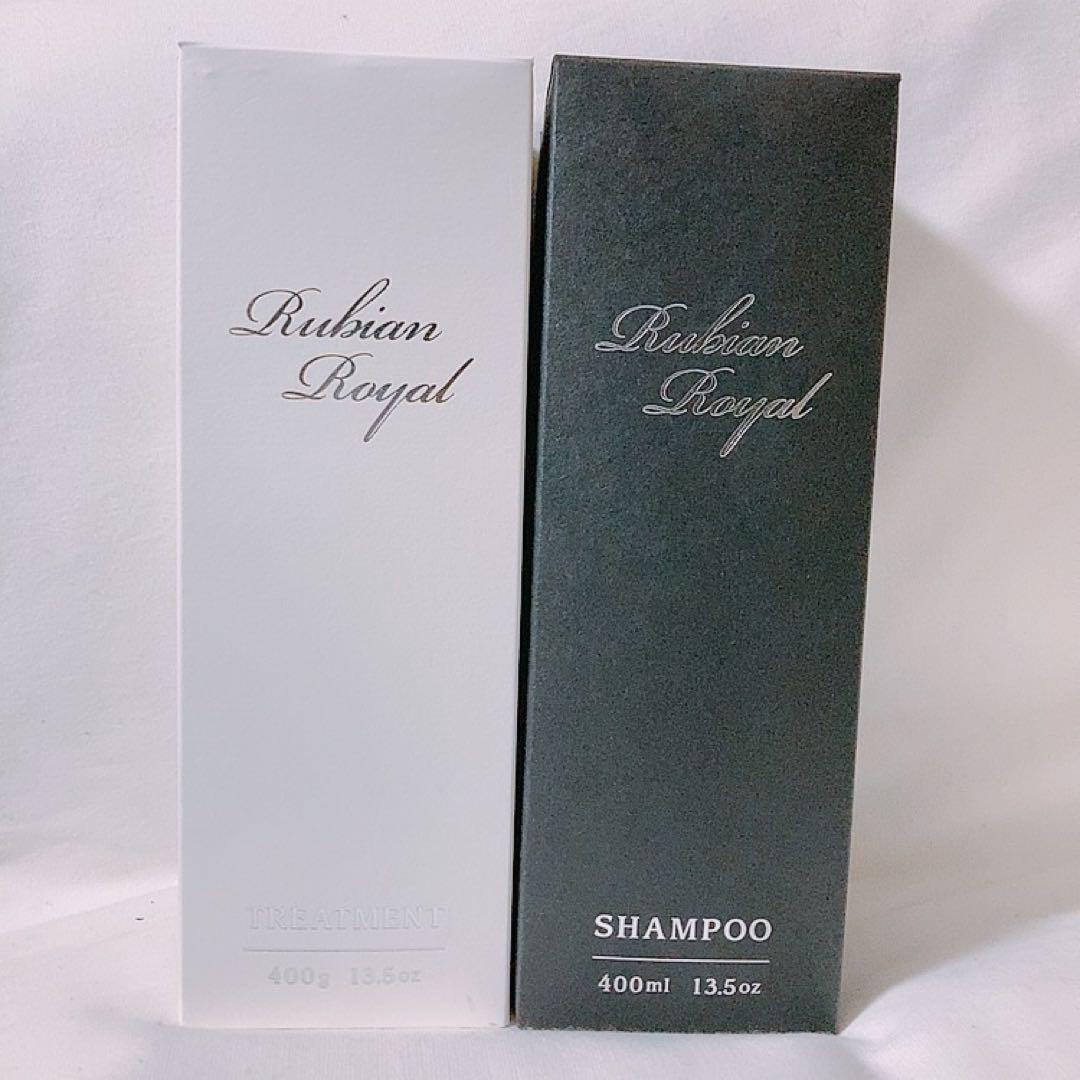 Rubian
Royal
TREATMENT
400g 13.5oz
Rubian
Royal
SHAMPOO
400ml 13.5oz